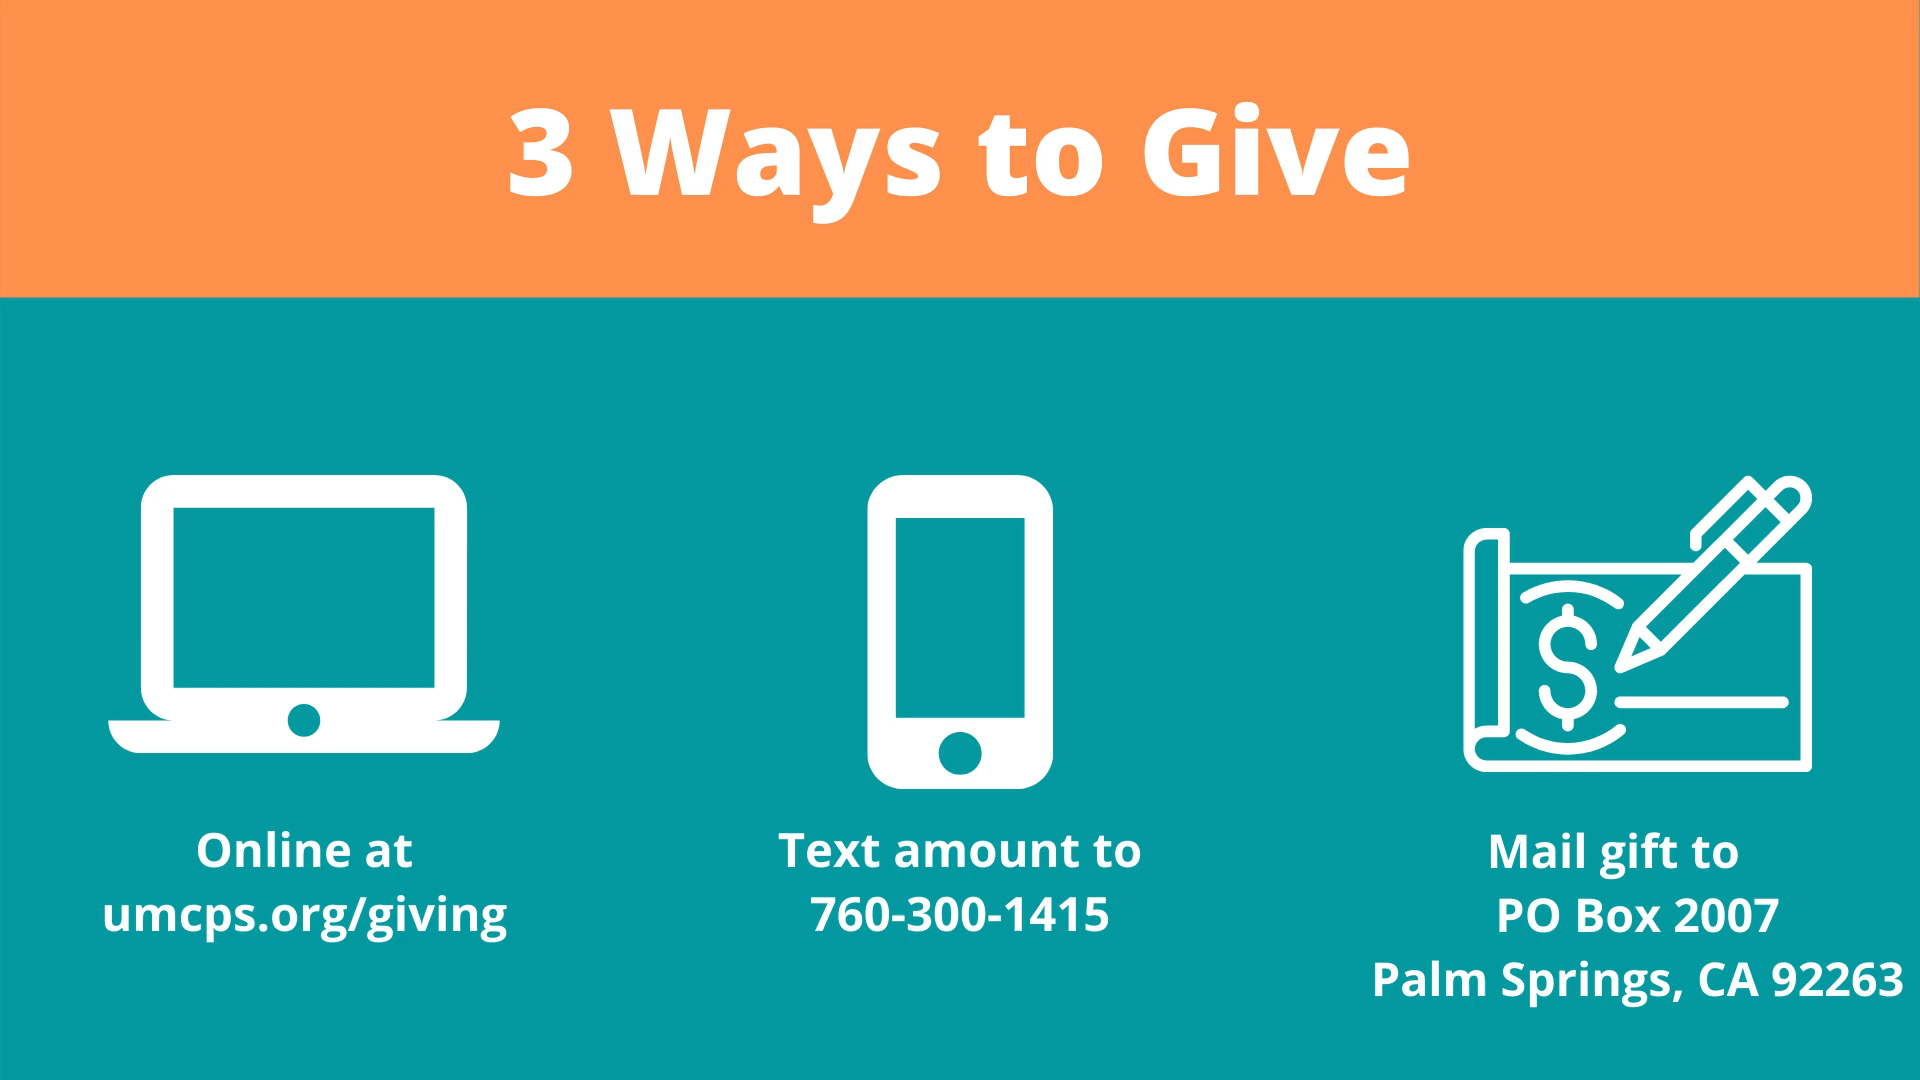 3 Ways to Give
Online at
umcps.org/giving
Text amount to
760-300-1415
Mail gift to
PO Box 2007
Palm Springs, CA 92263